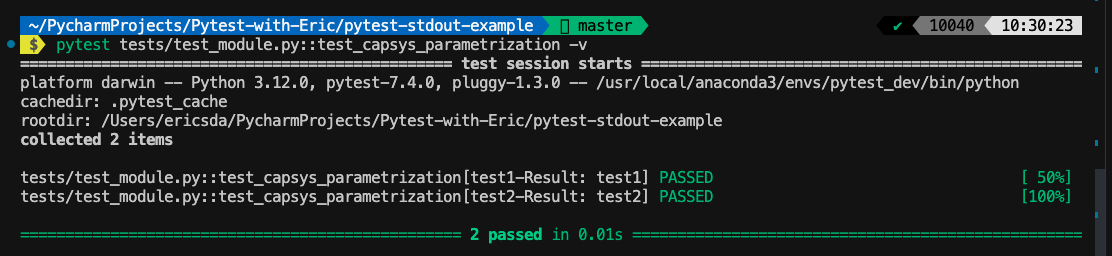 ~/PycharmProjects/Pytest-with-Eric/pytest-stdout-example master ✔ 10040 10:30:23
$ pytest tests/test_module.py::test_capsys_parametrization -v
================================================ test session starts =================================================
platform darwin -- Python 3.12.0, pytest-7.4.0, pluggy-1.3.0 -- /usr/local/anaconda3/envs/pytest_dev/bin/python
cachedir: .pytest_cache
rootdir: /Users/ericsda/PycharmProjects/Pytest-with-Eric/pytest-stdout-example
collected 2 items
tests/test_module.py::test_capsys_parametrization[test1-Result: test1] PASSED [ 50%]
tests/test_module.py::test_capsys_parametrization[test2-Result: test2] PASSED [100%]
================================================= 2 passed in 0.01s ==================================================